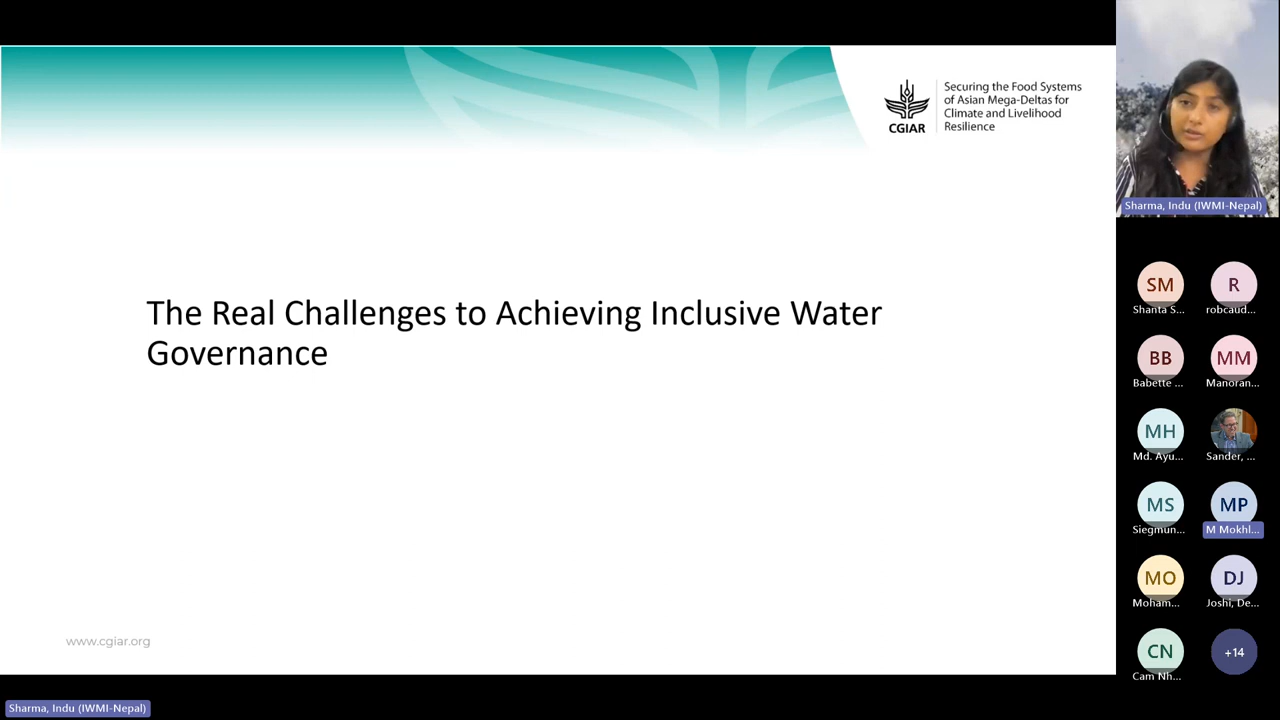 Securing the Food Systems
of Asian Mega-Deltas for
Climate and Livelihood
Resilience
CGIAR
The Real Challenges to Achieving Inclusive Water
Governance
www.cgiar.org
Sharma, Indu (IWMI-Nepal)
Sharma, Indu (IWMI-Nepal)
SM
R
Shanta S...
robcaud...
BB
MM
Babette ...
Manoran...
MH
Md. Ayu...
Sander, ...
MS
MP
Siegmun...
M Mokhl...
MO
DJ
Moham...
Joshi, De...
CN
+14
Cam Nh...